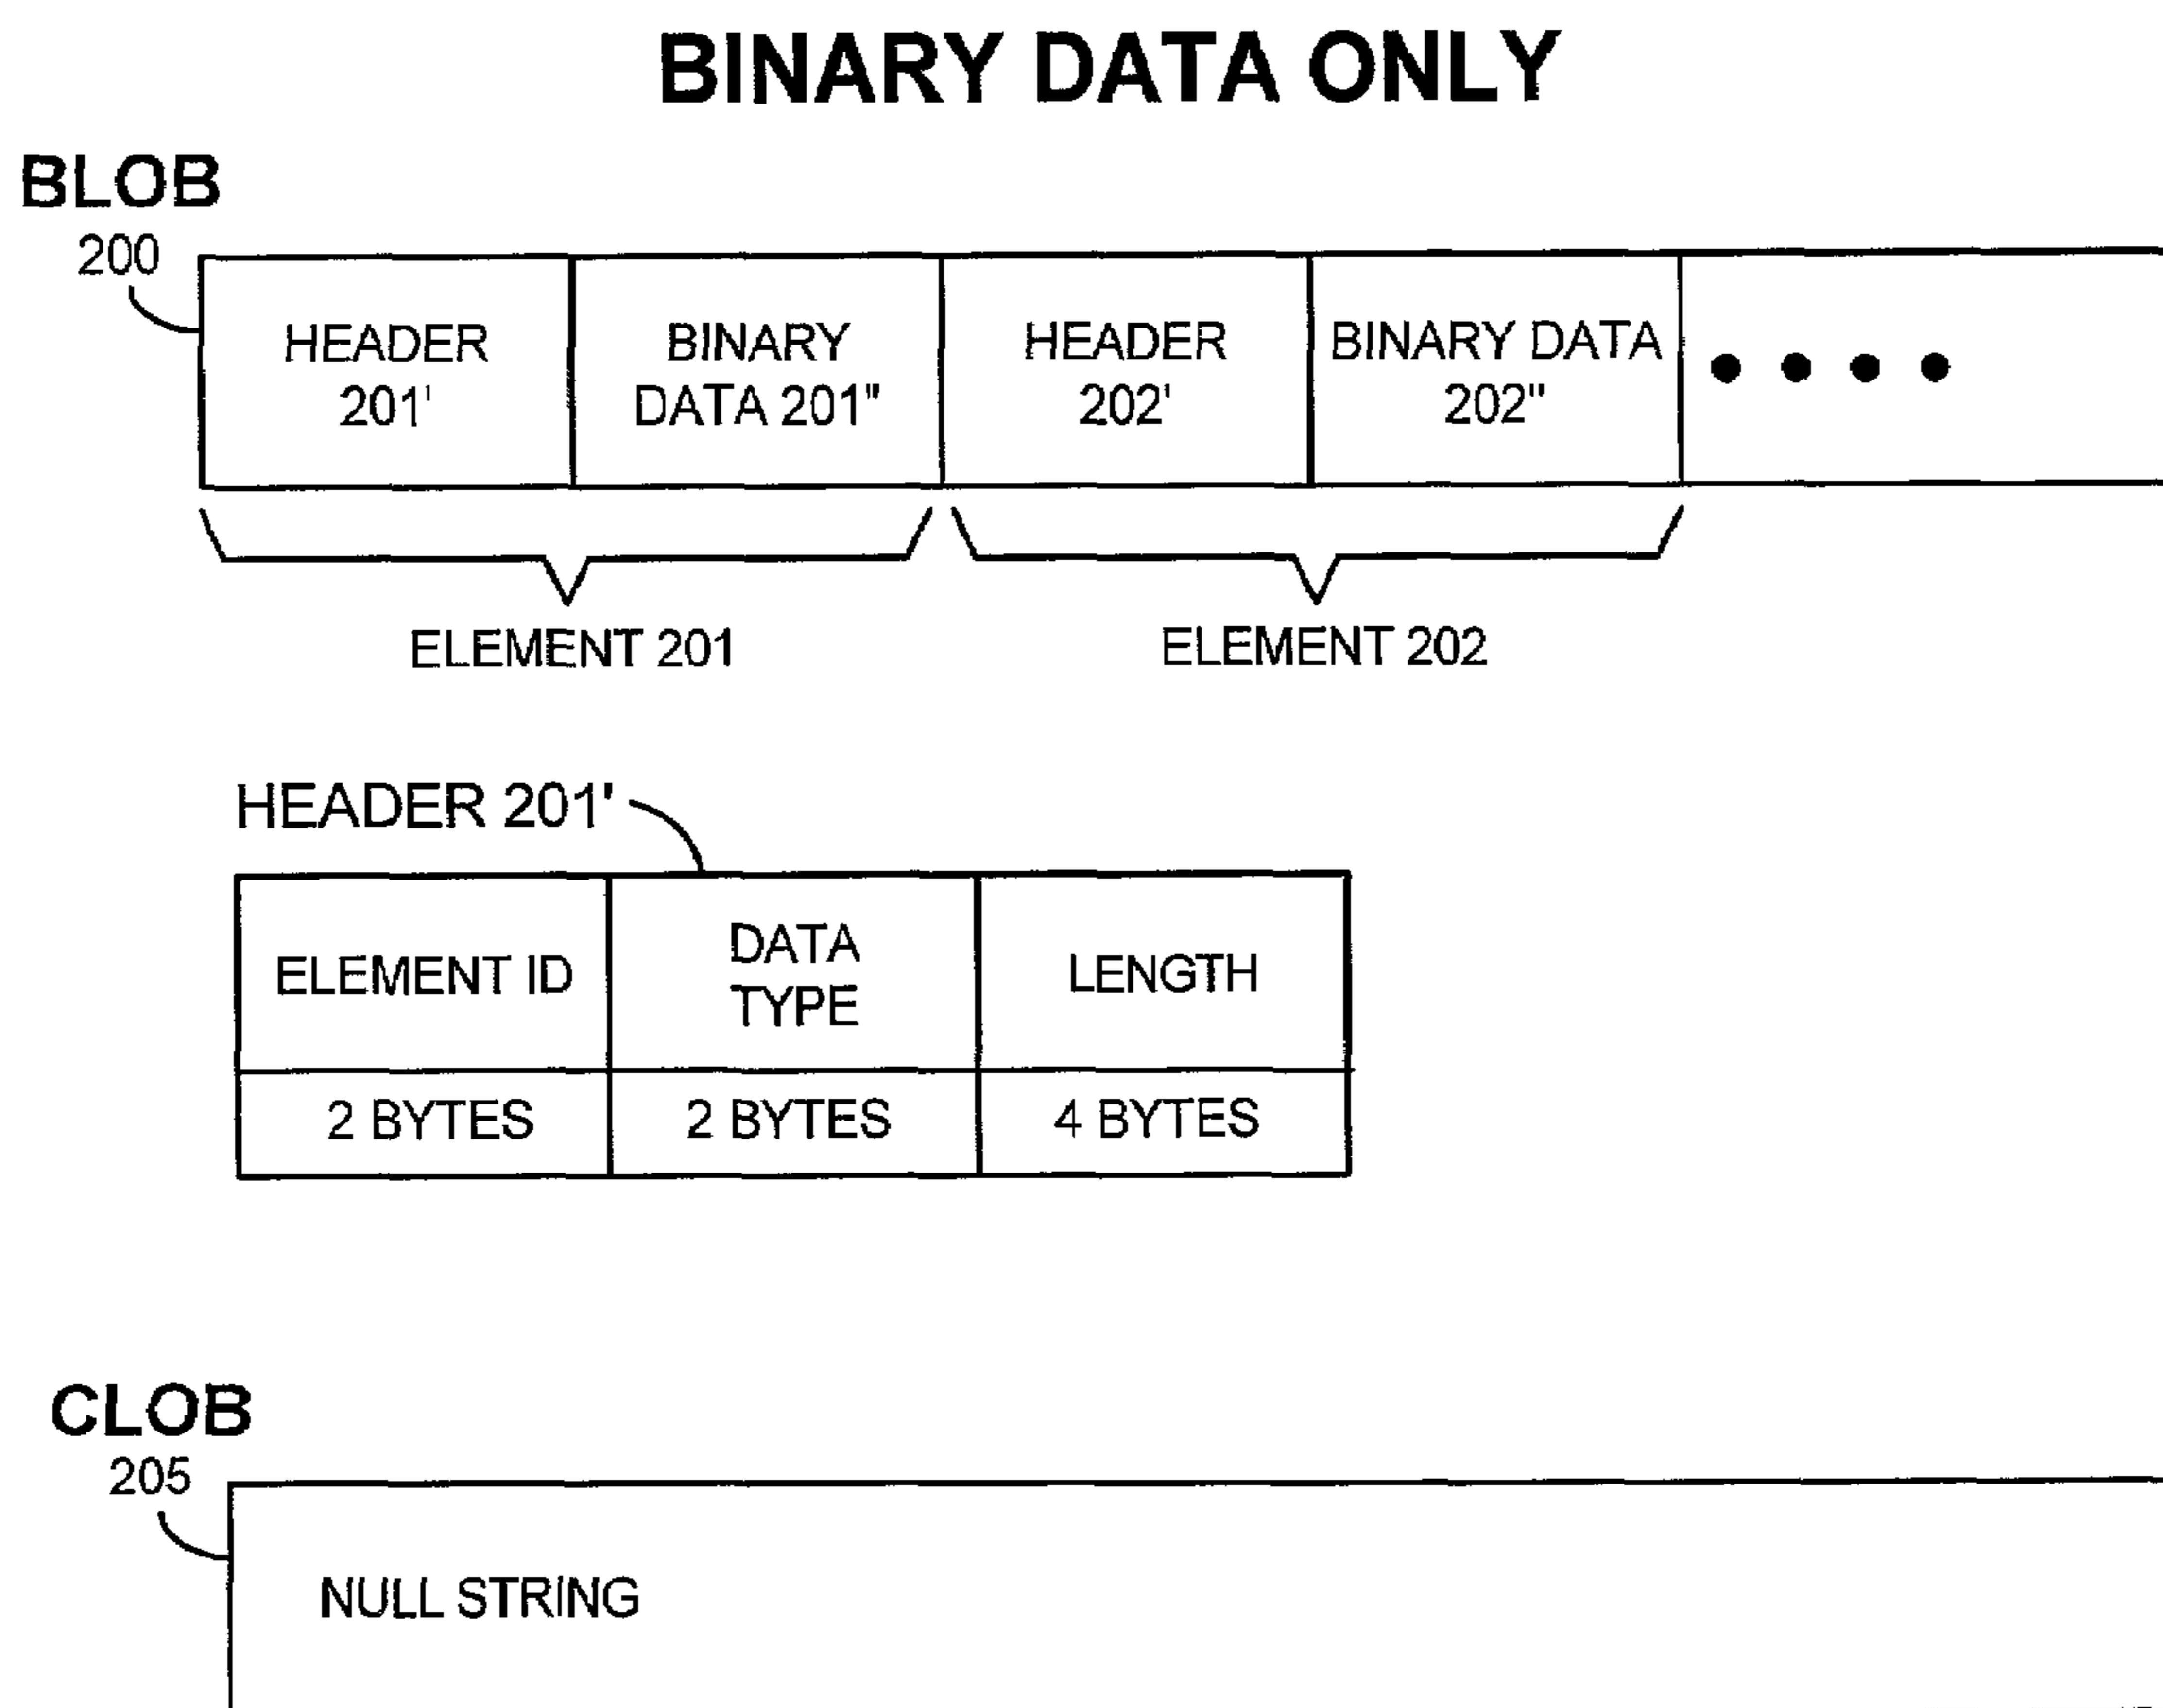 BINARY DATA ONLY
BLOB
200
HEADER
201'
BINARY
DATA 201"
HEADER
202'
BINARY DATA
202"
ELEMENT 201
ELEMENT 202
HEADER 201'
ELEMENT ID
DATA
TYPE
LENGTH
2 BYTES
2 BYTES
4 BYTES
CLOB
205
NULL STRING